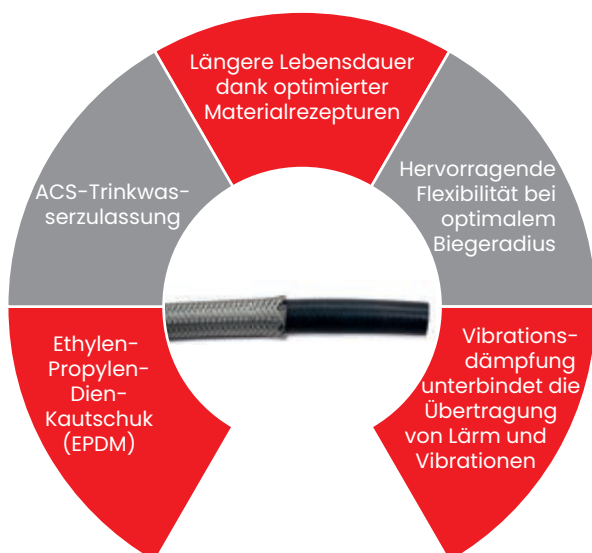 Längere Lebensdauer
dank optimierter
Materialrezepturen
ACS-Trinkwas-
serzulassung
Hervorragende
Flexibilität bei
optimalem
Biegeradius
Ethylen-
Propylen-
Dien-
Kautschuk
(EPDM)
Vibrations-
dämpfung
unterbindet die
Übertragung
von Lärm und
Vibrationen